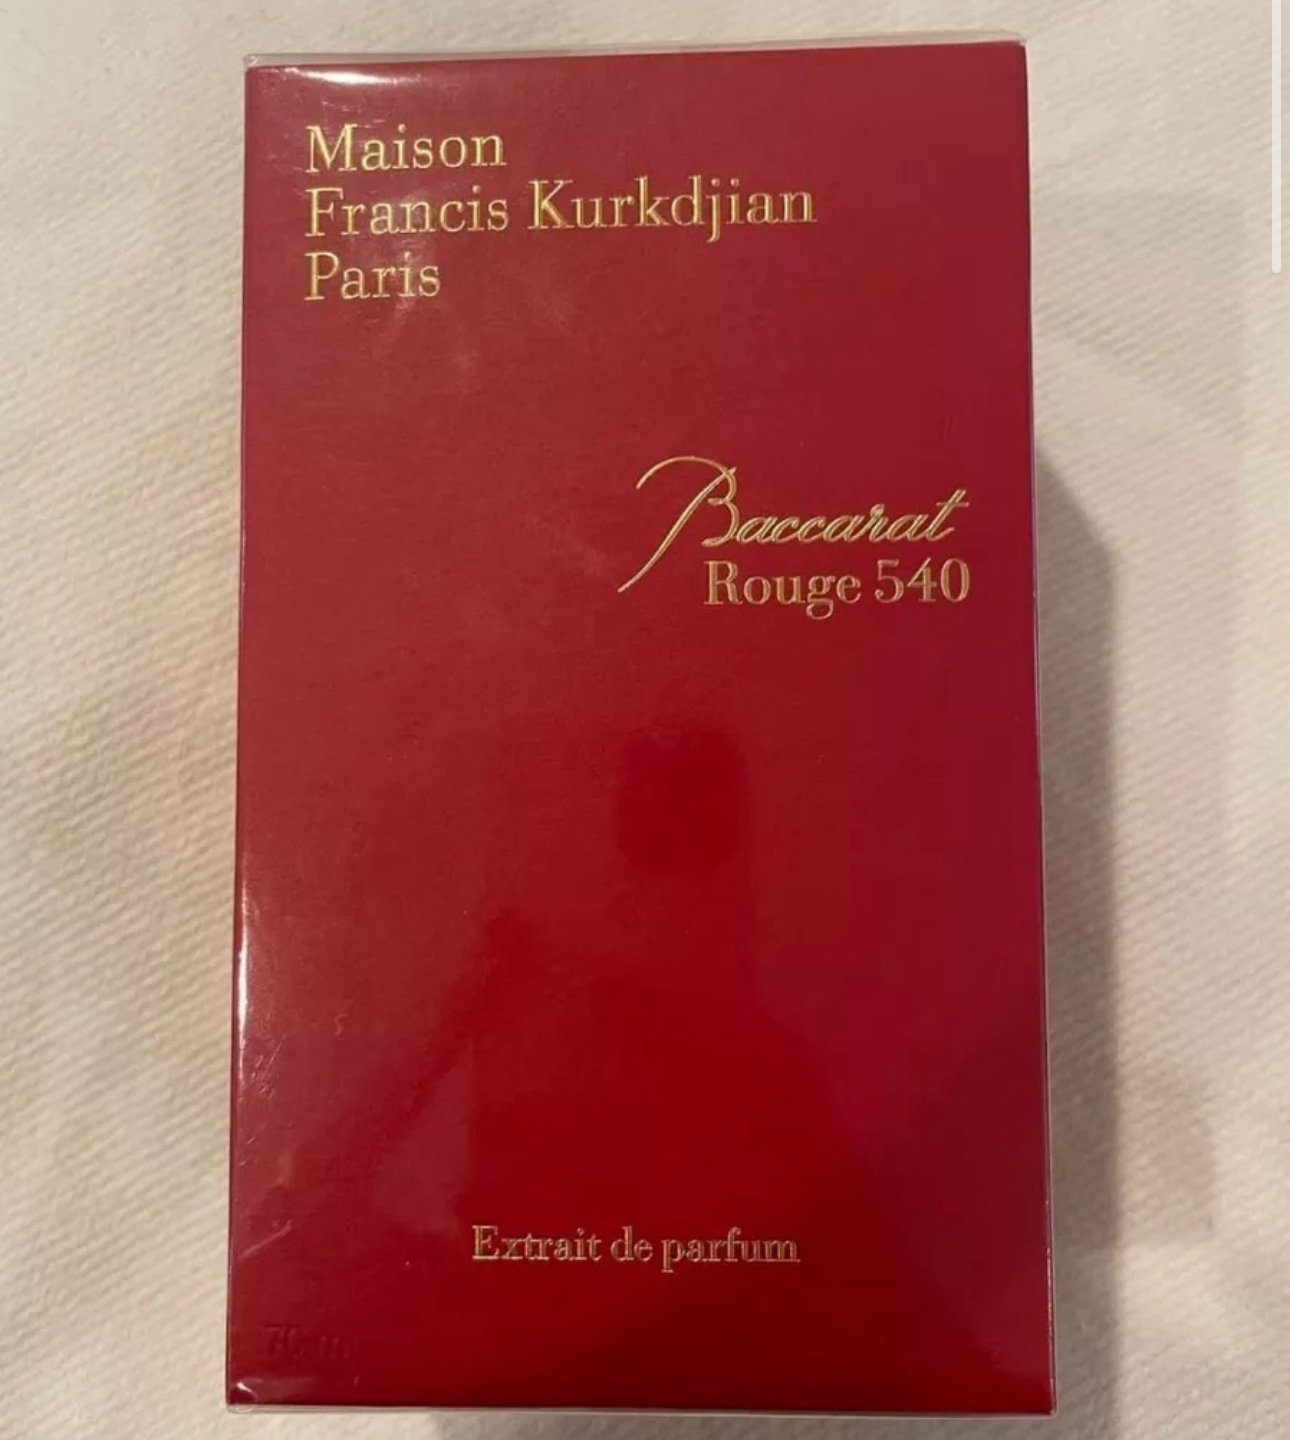 Maison
Francis Kurkdjian
Paris
Baccarat
Rouge 540
Extrait de parfum